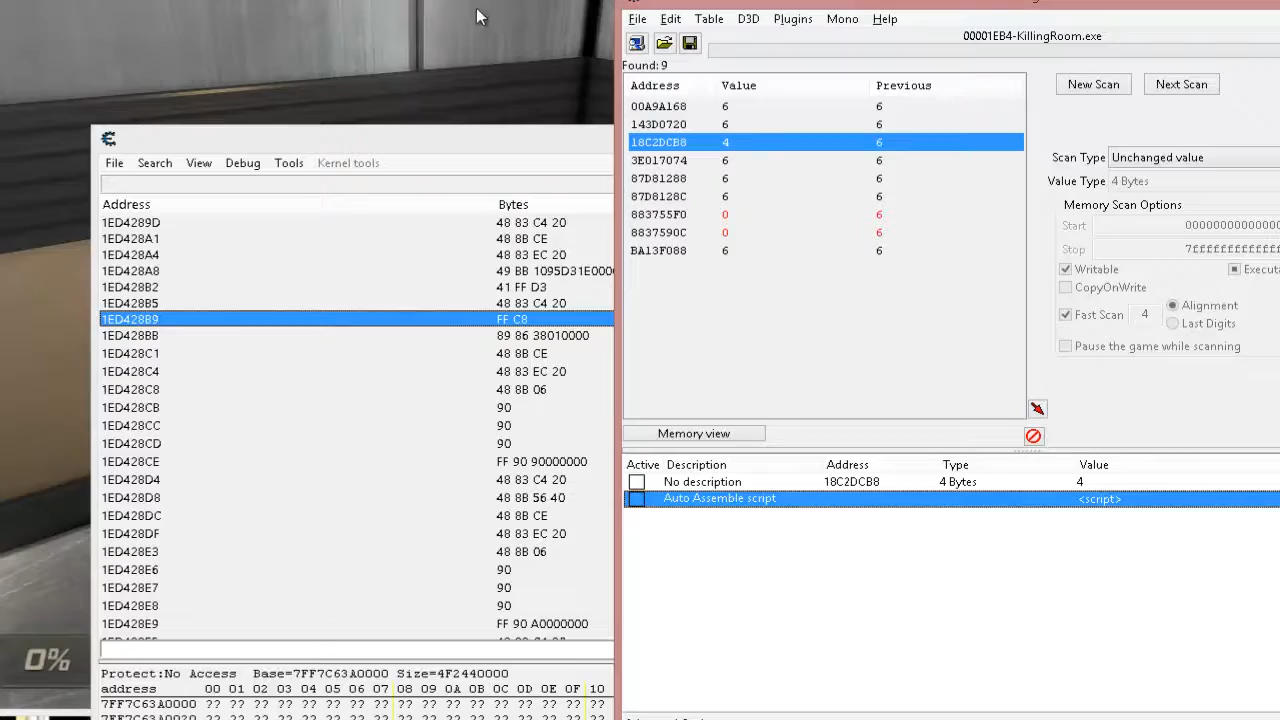 File Edit Table D3D Plugins Mono Help
00001EB4-KillingRoom.exe
Found: 9
Address Value Previous
00A9A168 6 6
143D0720 6 6
18C2DCB8 4 6
3E017074 6 6
87D81288 6 6
87D8128C 6 6
883755F0 0 6
8837590C 0 6
BA13F088 6 6
New Scan Next Scan
Scan Type Unchanged value
Value Type 4 Bytes
Memory Scan Options
Start 0000000000000
Stop 7fffffffffffff
Writable Executa
CopyOnWrite
Fast Scan 4 Alignment
Last Digits
Pause the game while scanning
Memory view
Active Description Address Type Value
No description 18C2DCB8 4 Bytes 4
Auto Assemble script <script>
File Search View Debug Tools Kernel tools
Address Bytes
1ED4289D 48 83 C4 20
1ED428A1 48 8B CE
1ED428A4 48 83 EC 20
1ED428A8 49 BB 1095D31E000
1ED428B2 41 FF D3
1ED428B5 48 83 C4 20
1ED428B9 FF C8
1ED428BB 89 86 38010000
1ED428C1 48 8B CE
1ED428C4 48 83 EC 20
1ED428C8 48 8B 06
1ED428CB 90
1ED428CC 90
1ED428CD 90
1ED428CE FF 90 90000000
1ED428D4 48 83 C4 20
1ED428D8 48 8B 56 40
1ED428DC 48 8B CE
1ED428DF 48 83 EC 20
1ED428E3 48 8B 06
1ED428E6 90
1ED428E7 90
1ED428E8 90
1ED428E9 FF 90 A0000000
Protect:No Access Base=7FF7C63A0000 Size=4F2440000
address 00 01 02 03 04 05 06 07 08 09 0A 0B 0C 0D 0E 0F 10
7FF7C63A0000 ?? ?? ?? ?? ?? ?? ?? ?? ?? ?? ?? ?? ?? ?? ?? ?? ??
0%